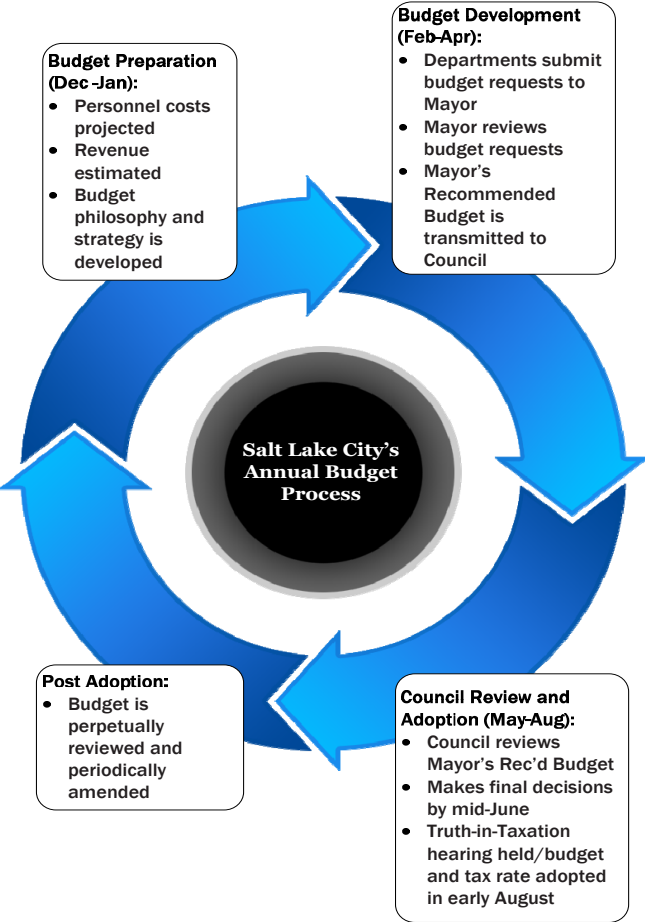 Budget Preparation
(Dec-Jan):
• Personnel costs
projected
• Revenue
estimated
• Budget
philosophy and
strategy is
developed
Budget Development
(Feb-Apr):
• Departments submit
budget requests to
Mayor
• Mayor reviews
budget requests
• Mayor's
Recommended
Budget is
transmitted to
Council
Salt Lake City's
Annual Budget
Process
Post Adoption:
• Budget is
perpetually
reviewed and
periodically
amended
Council Review and
Adoption (May-Aug):
• Council reviews
Mayor's Rec'd Budget
• Makes final decisions
by mid-June
• Truth-in-Taxation
hearing held/budget
and tax rate adopted
in early August